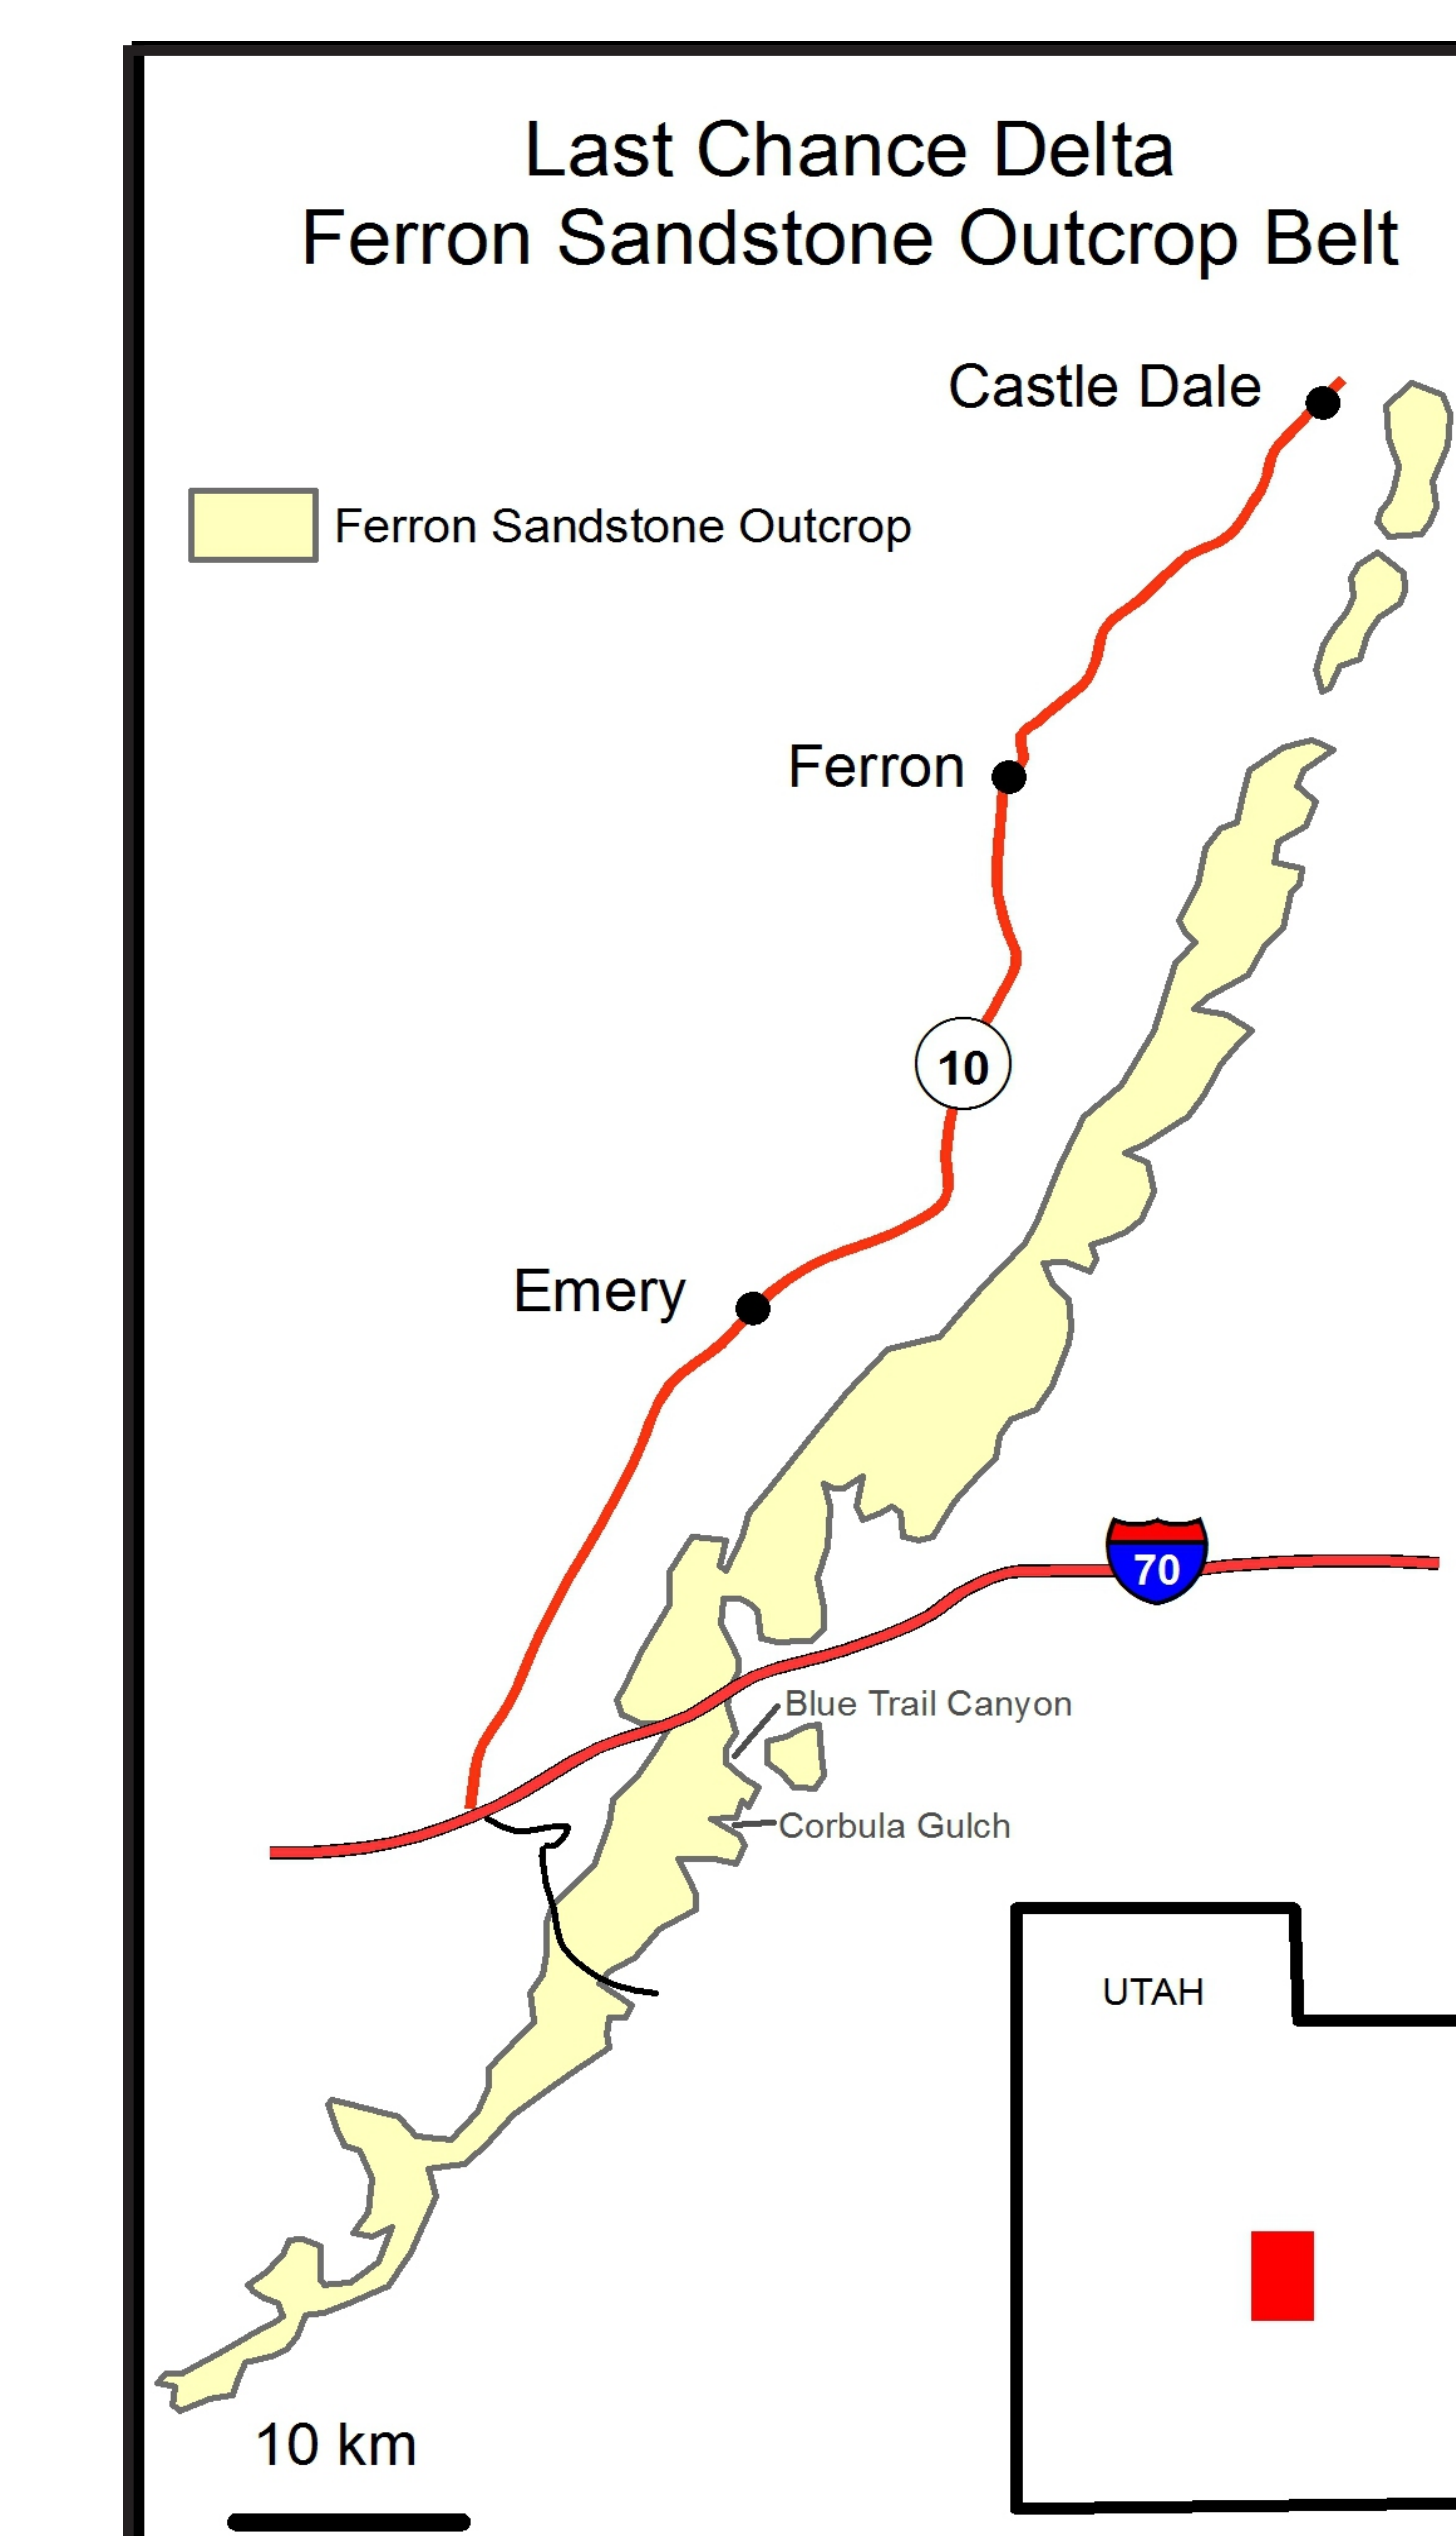 Last Chance Delta
Ferron Sandstone Outcrop Belt
Castle Dale
Ferron Sandstone Outcrop
Ferron
10
Emery
70
Blue Trail Canyon
Corbula Gulch
UTAH
10 km